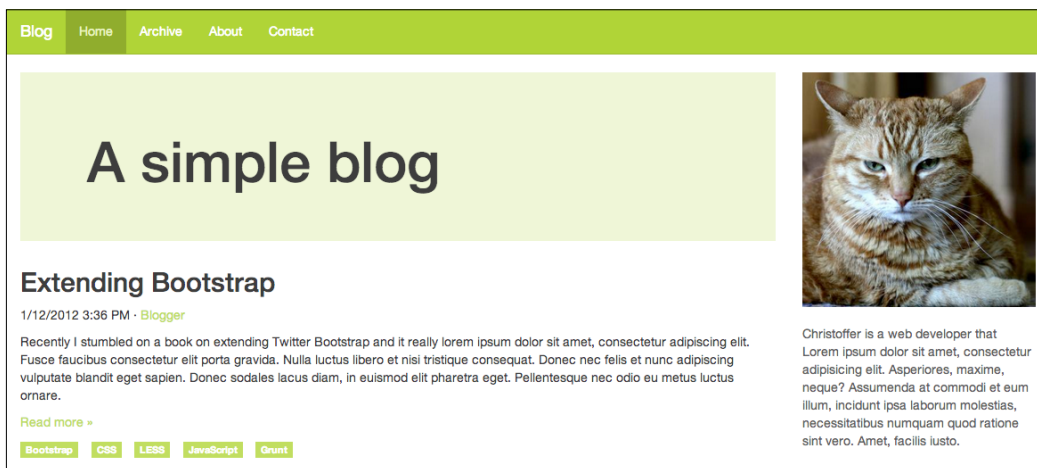 Blog Home Archive About Contact
A simple blog
Extending Bootstrap
1/12/2012 3:36 PM · Blogger
Recently I stumbled on a book on extending Twitter Bootstrap and it really lorem ipsum dolor sit amet, consectetur adipiscing elit.
Fusce faucibus consectetur elit porta gravida. Nulla luctus libero et nisi tristique consequat. Donec nec felis et nunc adipiscing
vulputate blandit eget sapien. Donec sodales lacus diam, in euismod elit pharetra eget. Pellentesque nec odio eu metus luctus
ornare.
Read more »
Bootstrap CSS LESS JavaScript Grunt
Christoffer is a web developer that
Lorem ipsum dolor sit amet, consectetur
adipisicing elit. Asperiores, maxime,
neque? Assumenda at commodi et eum
illum, incidunt ipsa laborum molestias,
necessitatibus numquam quod ratione
sint vero. Amet, facilis iusto.